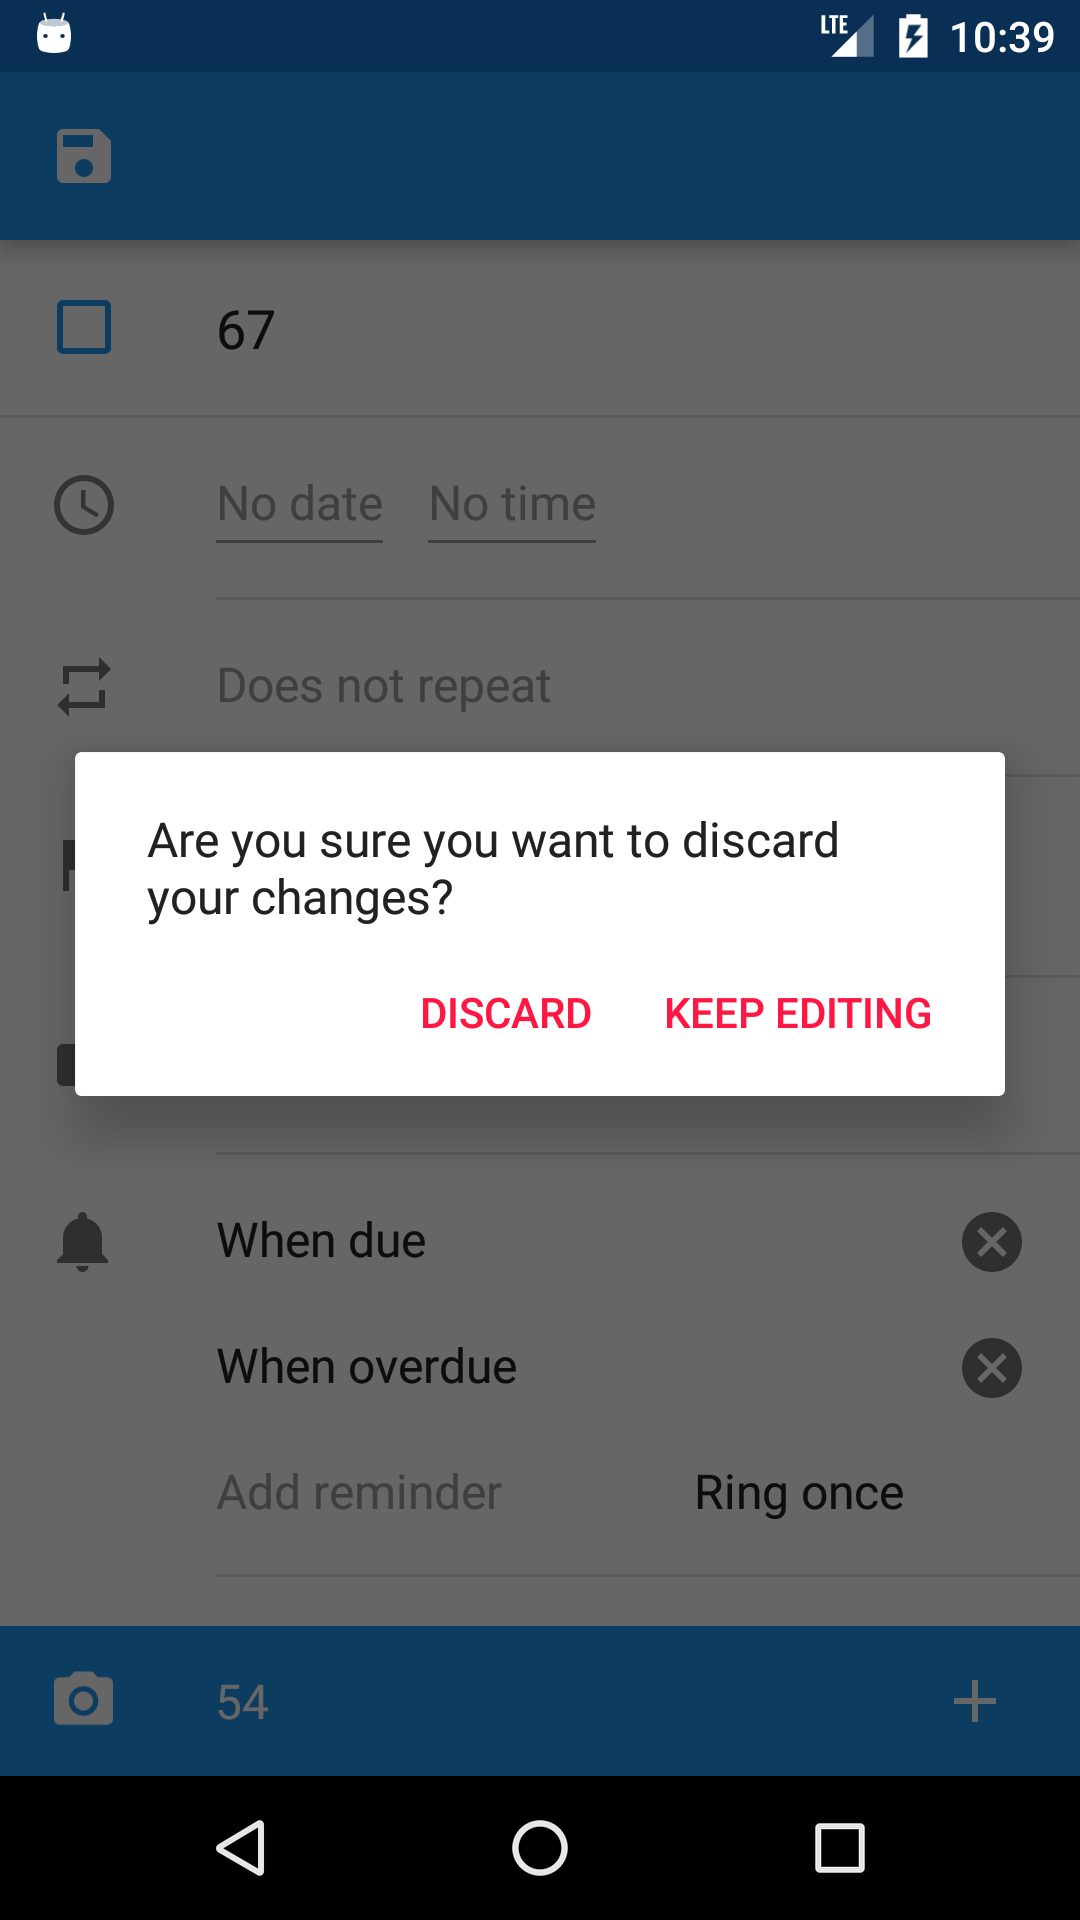 LTE 10:39
67
No date No time
Does not repeat
Are you sure you want to discard
your changes?
DISCARD KEEP EDITING
When due
When overdue
Add reminder Ring once
54